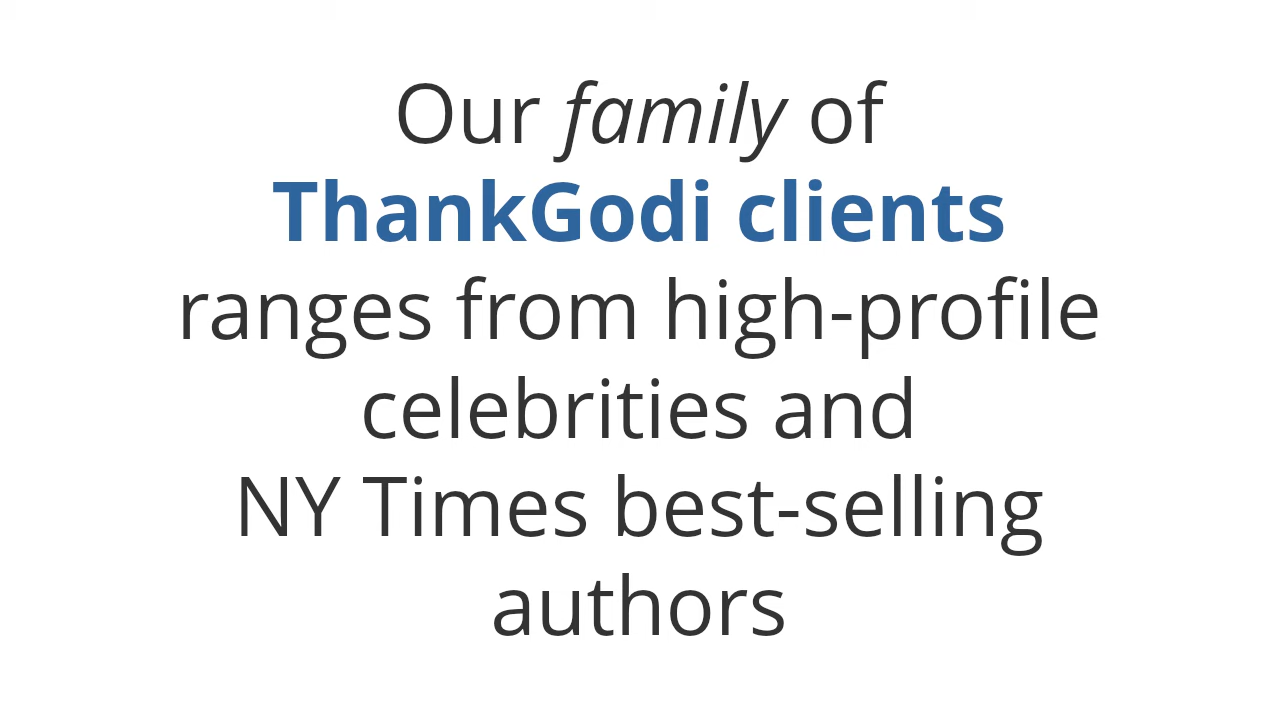 Our family of
ThankGodi clients
ranges from high-profile
celebrities and
NY Times best-selling
authors